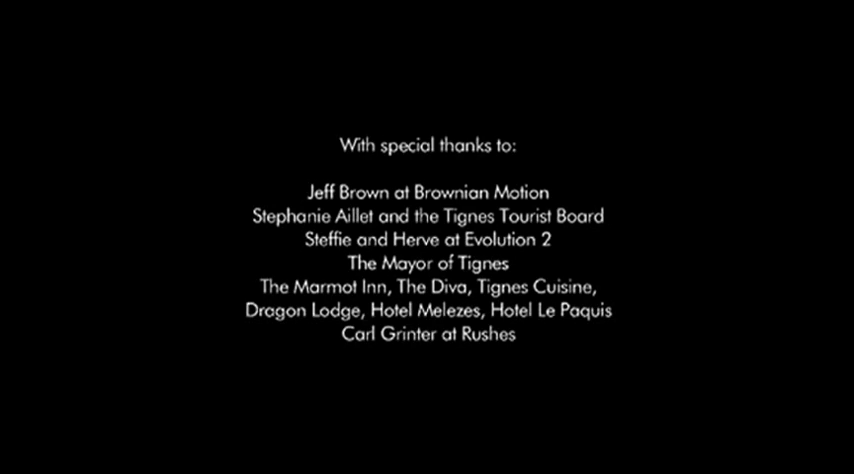 With special thanks to:
Jeff Brown at Brownian Motion
Stephanie Aillet and the Tignes Tourist Board
Steffie and Herve at Evolution 2
The Mayor of Tignes
The Marmot Inn, The Diva, Tignes Cuisine,
Dragon Lodge, Hotel Melezes, Hotel Le Paquis
Carl Grinter at Rushes